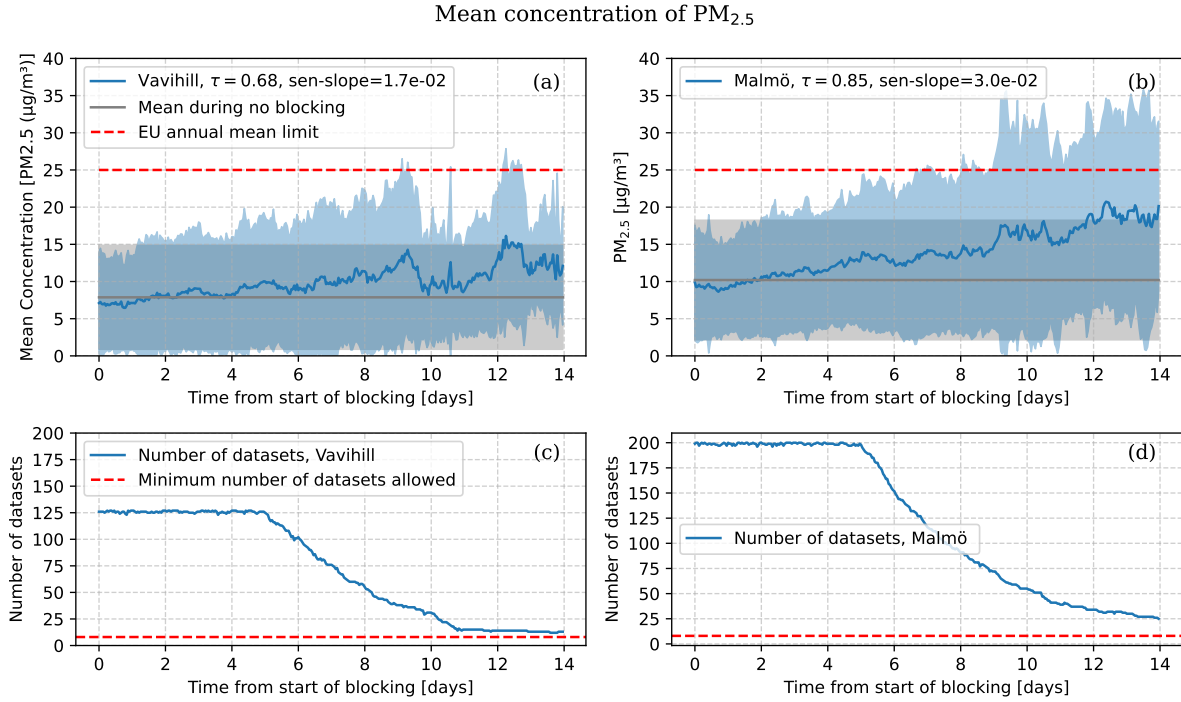 Mean concentration of PM₂.₅
Mean Concentration [PM2.5 (µg/m³)]
40
35
30
25
20
15
10
5
0
Vavihill, τ = 0.68, sen-slope=1.7e-02
Mean during no blocking
EU annual mean limit
(a)
0 2 4 6 8 10 12 14
Time from start of blocking [days]
PM₂.₅ [µg/m³]
40
35
30
25
20
15
10
5
0
Malmö, τ = 0.85, sen-slope=3.0e-02
(b)
0 2 4 6 8 10 12 14
Time from start of blocking [days]
Number of datasets
200
175
150
125
100
75
50
25
0
Number of datasets, Vavihill
Minimum number of datasets allowed
(c)
0 2 4 6 8 10 12 14
Time from start of blocking [days]
Number of datasets
200
175
150
125
100
75
50
25
0
(d)
Number of datasets, Malmö
0 2 4 6 8 10 12 14
Time from start of blocking [days]